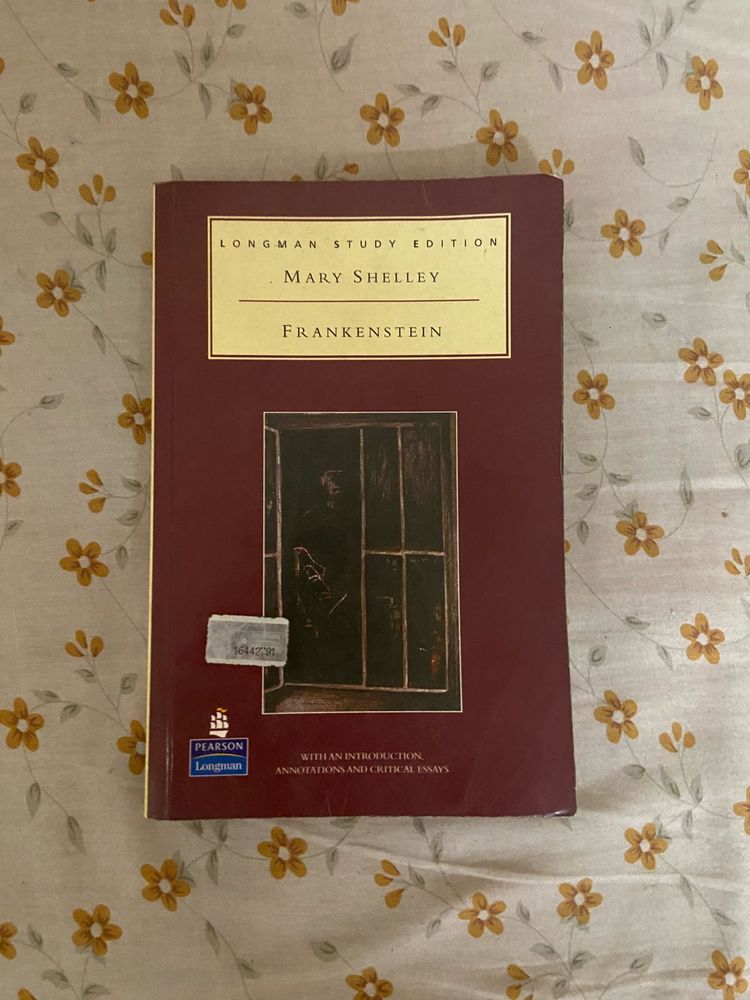 LONGMAN STUDY EDITION
MARY SHELLEY
FRANKENSTEIN
PEARSON
Longman
WITH AN INTRODUCTION,
ANNOTATIONS AND CRITICAL ESSAYS